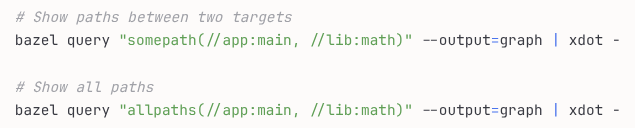 # Show paths between two targets
bazel query "somepath(//app:main, //lib:math)" --output=graph | xdot -
# Show all paths
bazel query "allpaths(//app:main, //lib:math)" --output=graph | xdot -